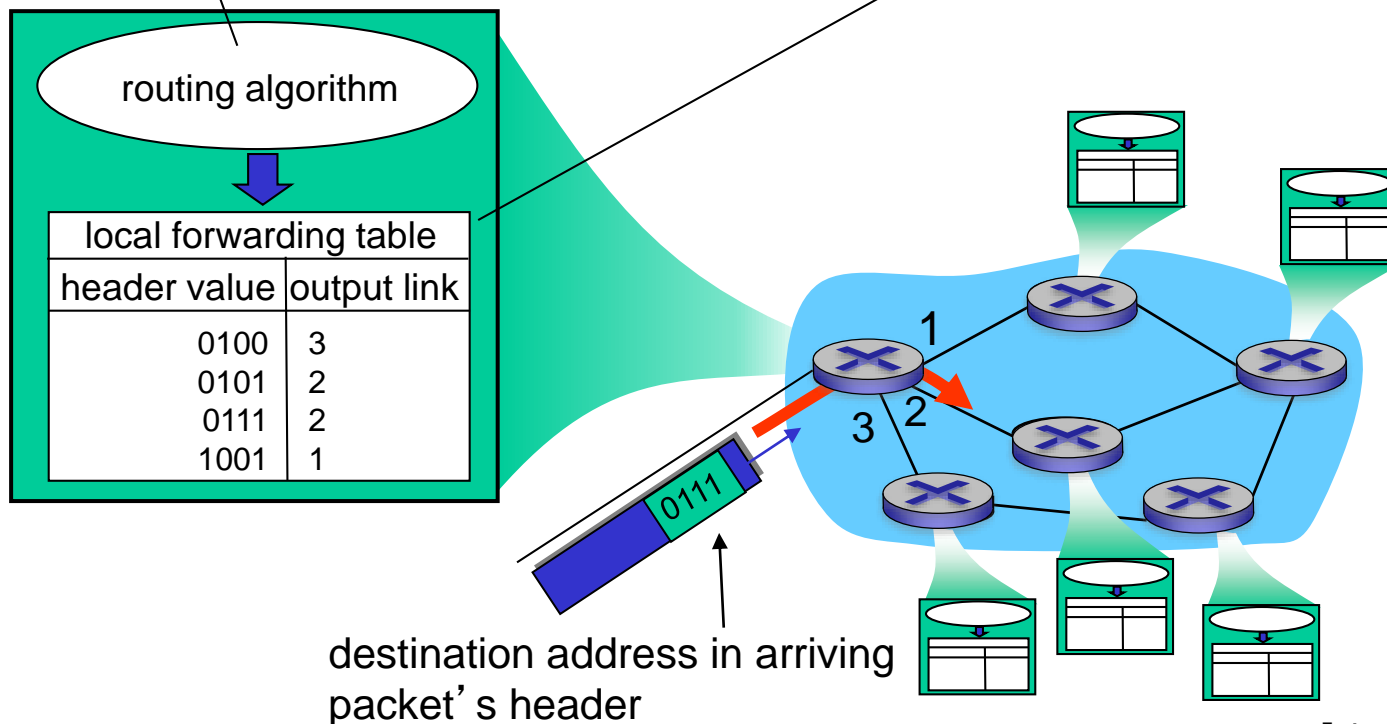 routing algorithm
local forwarding table
header value output link
0100 3
0101 2
0111 2
1001 1
1
2
3
0111
destination address in arriving
packet’s header